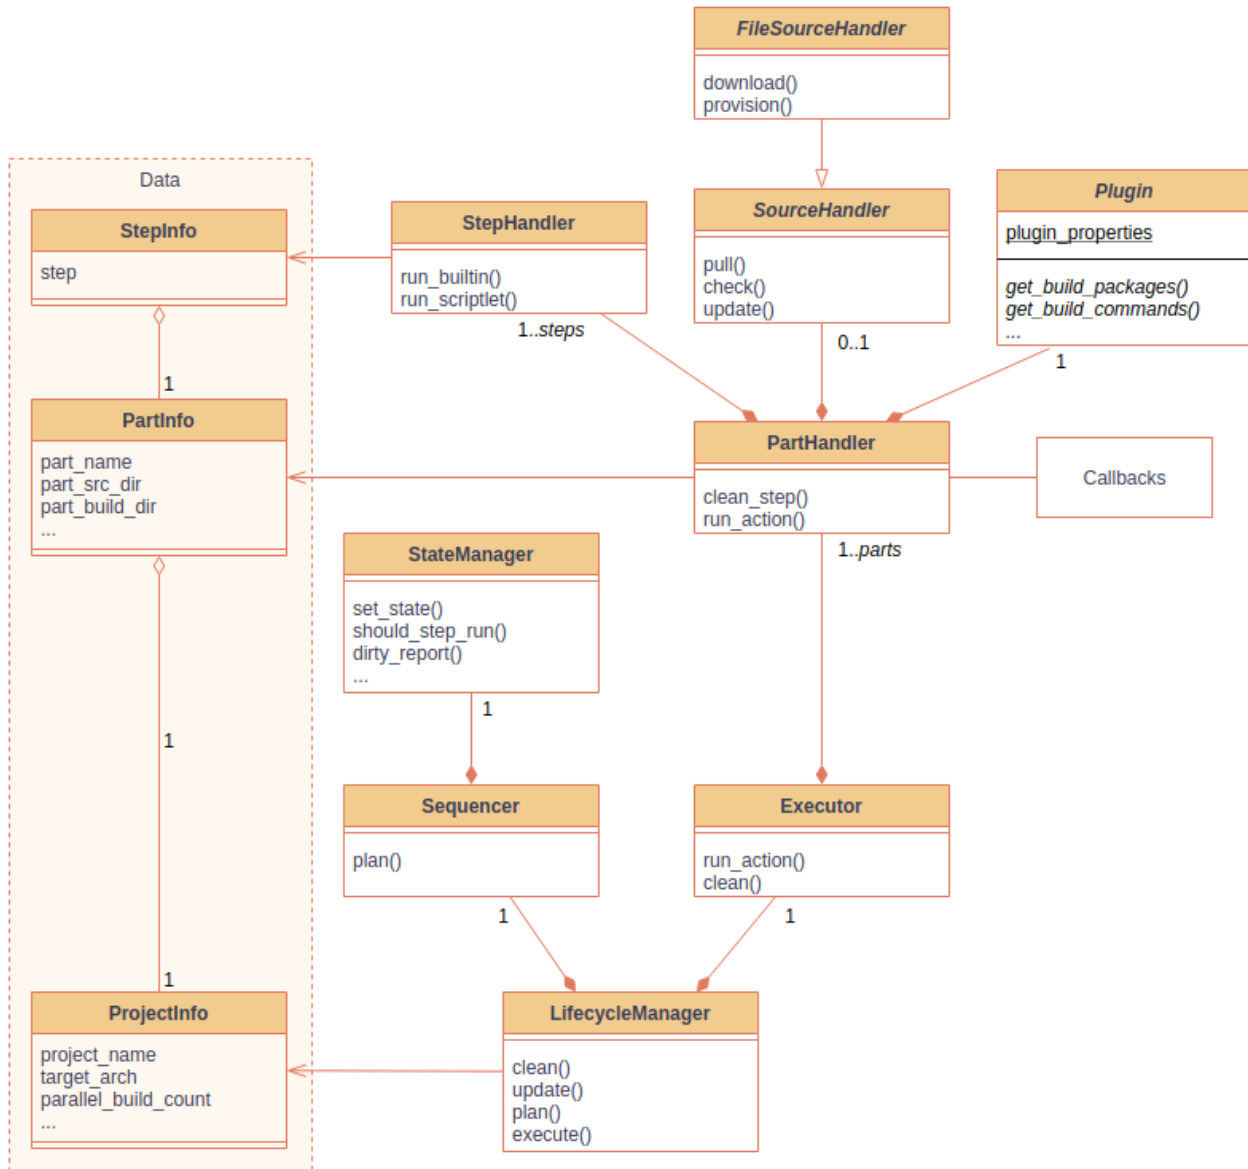 FileSourceHandler
download()
provision()
Data
StepInfo
step
StepHandler
run_builtin()
run_scriptlet()
1..steps
SourceHandler
pull()
check()
update()
0..1
Plugin
plugin_properties
get_build_packages()
get_build_commands()
...
1
1
PartInfo
part_name
part_src_dir
part_build_dir
...
PartHandler
clean_step()
run_action()
1..parts
Callbacks
StateManager
set_state()
should_step_run()
dirty_report()
...
1
1
Sequencer
plan()
1
Executor
run_action()
clean()
1
1
ProjectInfo
project_name
target_arch
parallel_build_count
...
LifecycleManager
clean()
update()
plan()
execute()